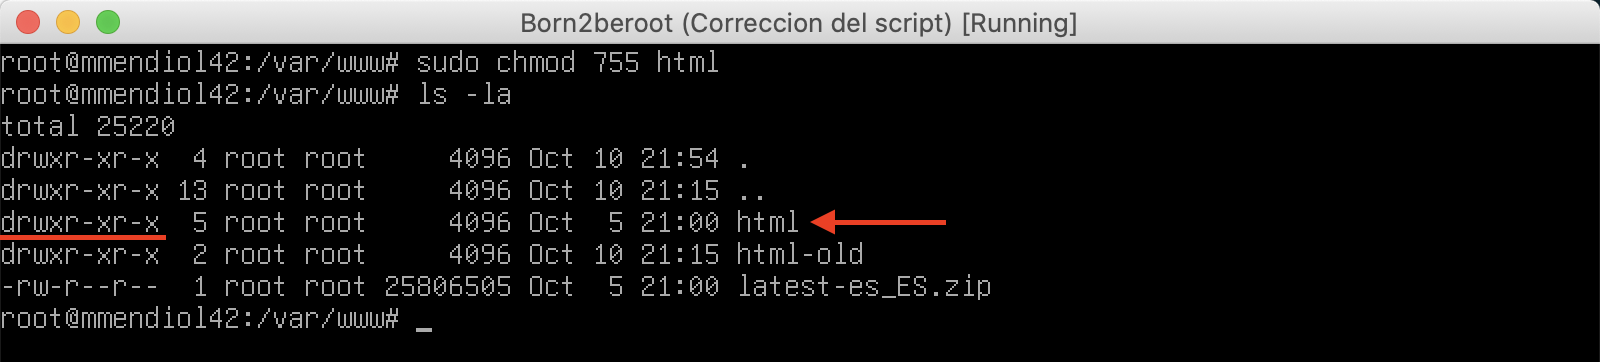 Born2beroot (Correccion del script) [Running]
root@mmendiol42:/var/www# sudo chmod 755 html
root@mmendiol42:/var/www# ls -la
total 25220
drwxr-xr-x  4 root root     4096 Oct 10 21:54 .
drwxr-xr-x 13 root root     4096 Oct 10 21:15 ..
drwxr-xr-x  5 root root     4096 Oct  5 21:00 html
drwxr-xr-x  2 root root     4096 Oct 10 21:15 html-old
-rw-r--r--  1 root root 25806505 Oct  5 21:00 latest-es_ES.zip
root@mmendiol42:/var/www# _